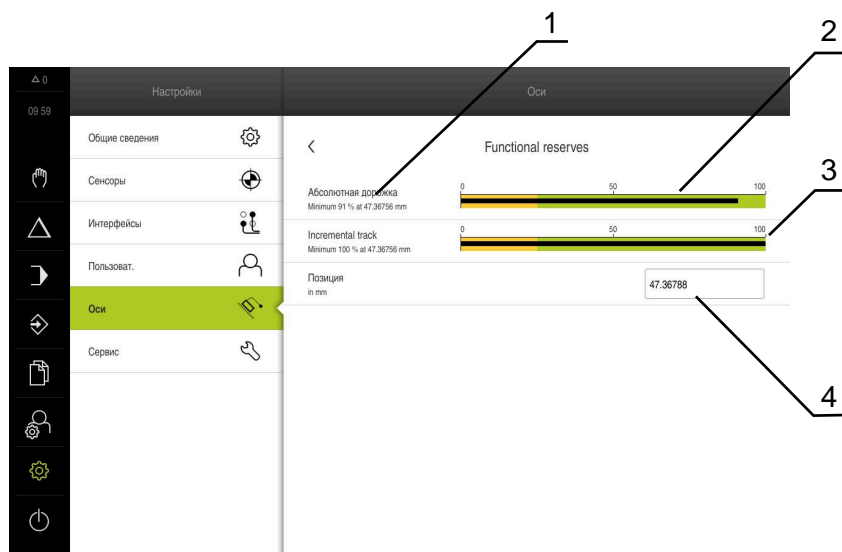 1
2
△ 0
Настройки
Оси
09 59
Общие сведения
Functional reserves
3
Сенсоры
Абсолютная дорожка
0 50 100
Minimum 91 % at 47.36756 mm
Интерфейсы
Incremental track
0 50 100
Minimum 100 % at 47.36756 mm
Пользоват.
Позиция
in mm
47.36788
Оси
Сервис
4